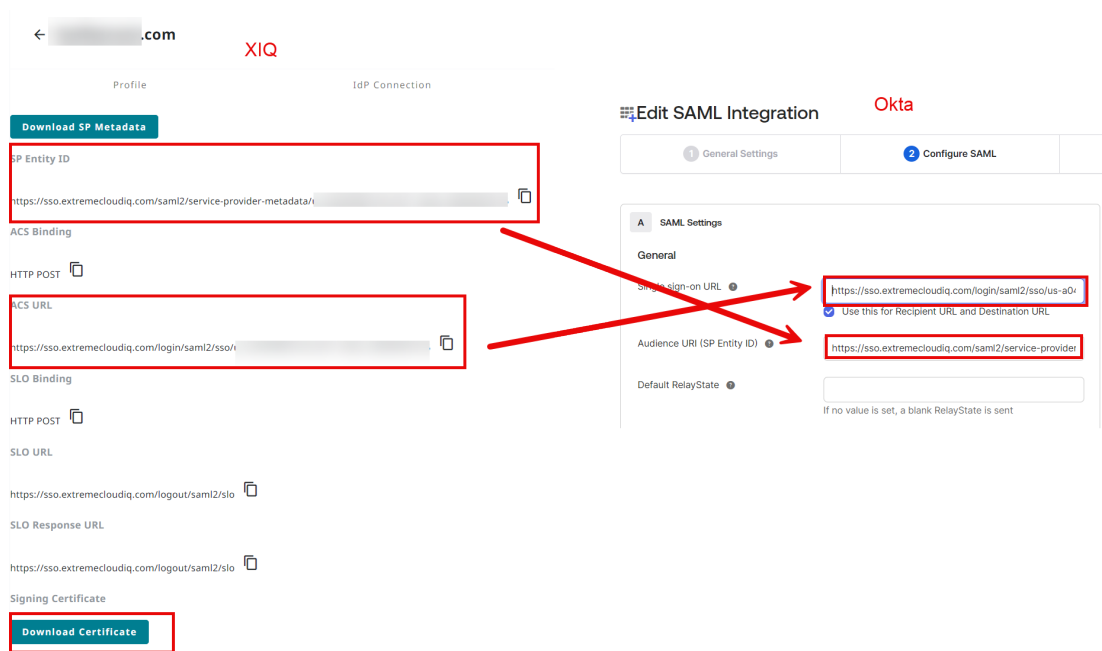 .com
XIQ
Profile
IdP Connection
Download SP Metadata
SP Entity ID
https://sso.extremecloudiq.com/saml2/service-provider-metadata/
ACS Binding
HTTP POST
ACS URL
https://sso.extremecloudiq.com/login/saml2/sso/
SLO Binding
HTTP POST
SLO URL
https://sso.extremecloudiq.com/logout/saml2/slo
SLO Response URL
https://sso.extremecloudiq.com/logout/saml2/slo
Signing Certificate
Download Certificate
Okta
Edit SAML Integration
1 General Settings
2 Configure SAML
A SAML Settings
General
Single sign-on URL
https://sso.extremecloudiq.com/login/saml2/sso/us-a04
Use this for Recipient URL and Destination URL
Audience URI (SP Entity ID)
https://sso.extremecloudiq.com/saml2/service-provider
Default RelayState
If no value is set, a blank RelayState is sent